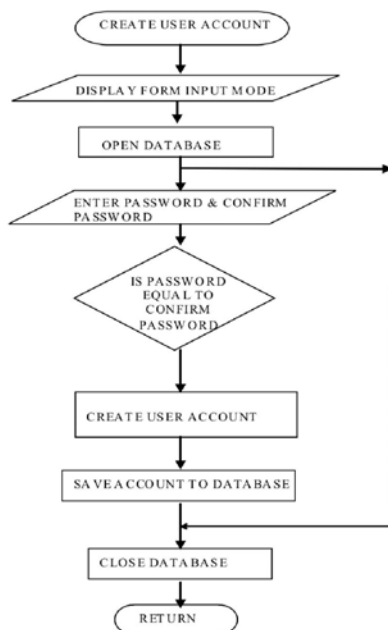 CREATE USER ACCOUNT
DISPLAY FORM INPUT MODE
OPEN DATABASE
ENTER PASSWORD & CONFIRM
PASSWORD
IS PASSWORD
EQUAL TO
CONFIRM
PASSWORD
CREATE USER ACCOUNT
SAVE ACCOUNT TO DATABASE
CLOSE DATABASE
RETURN